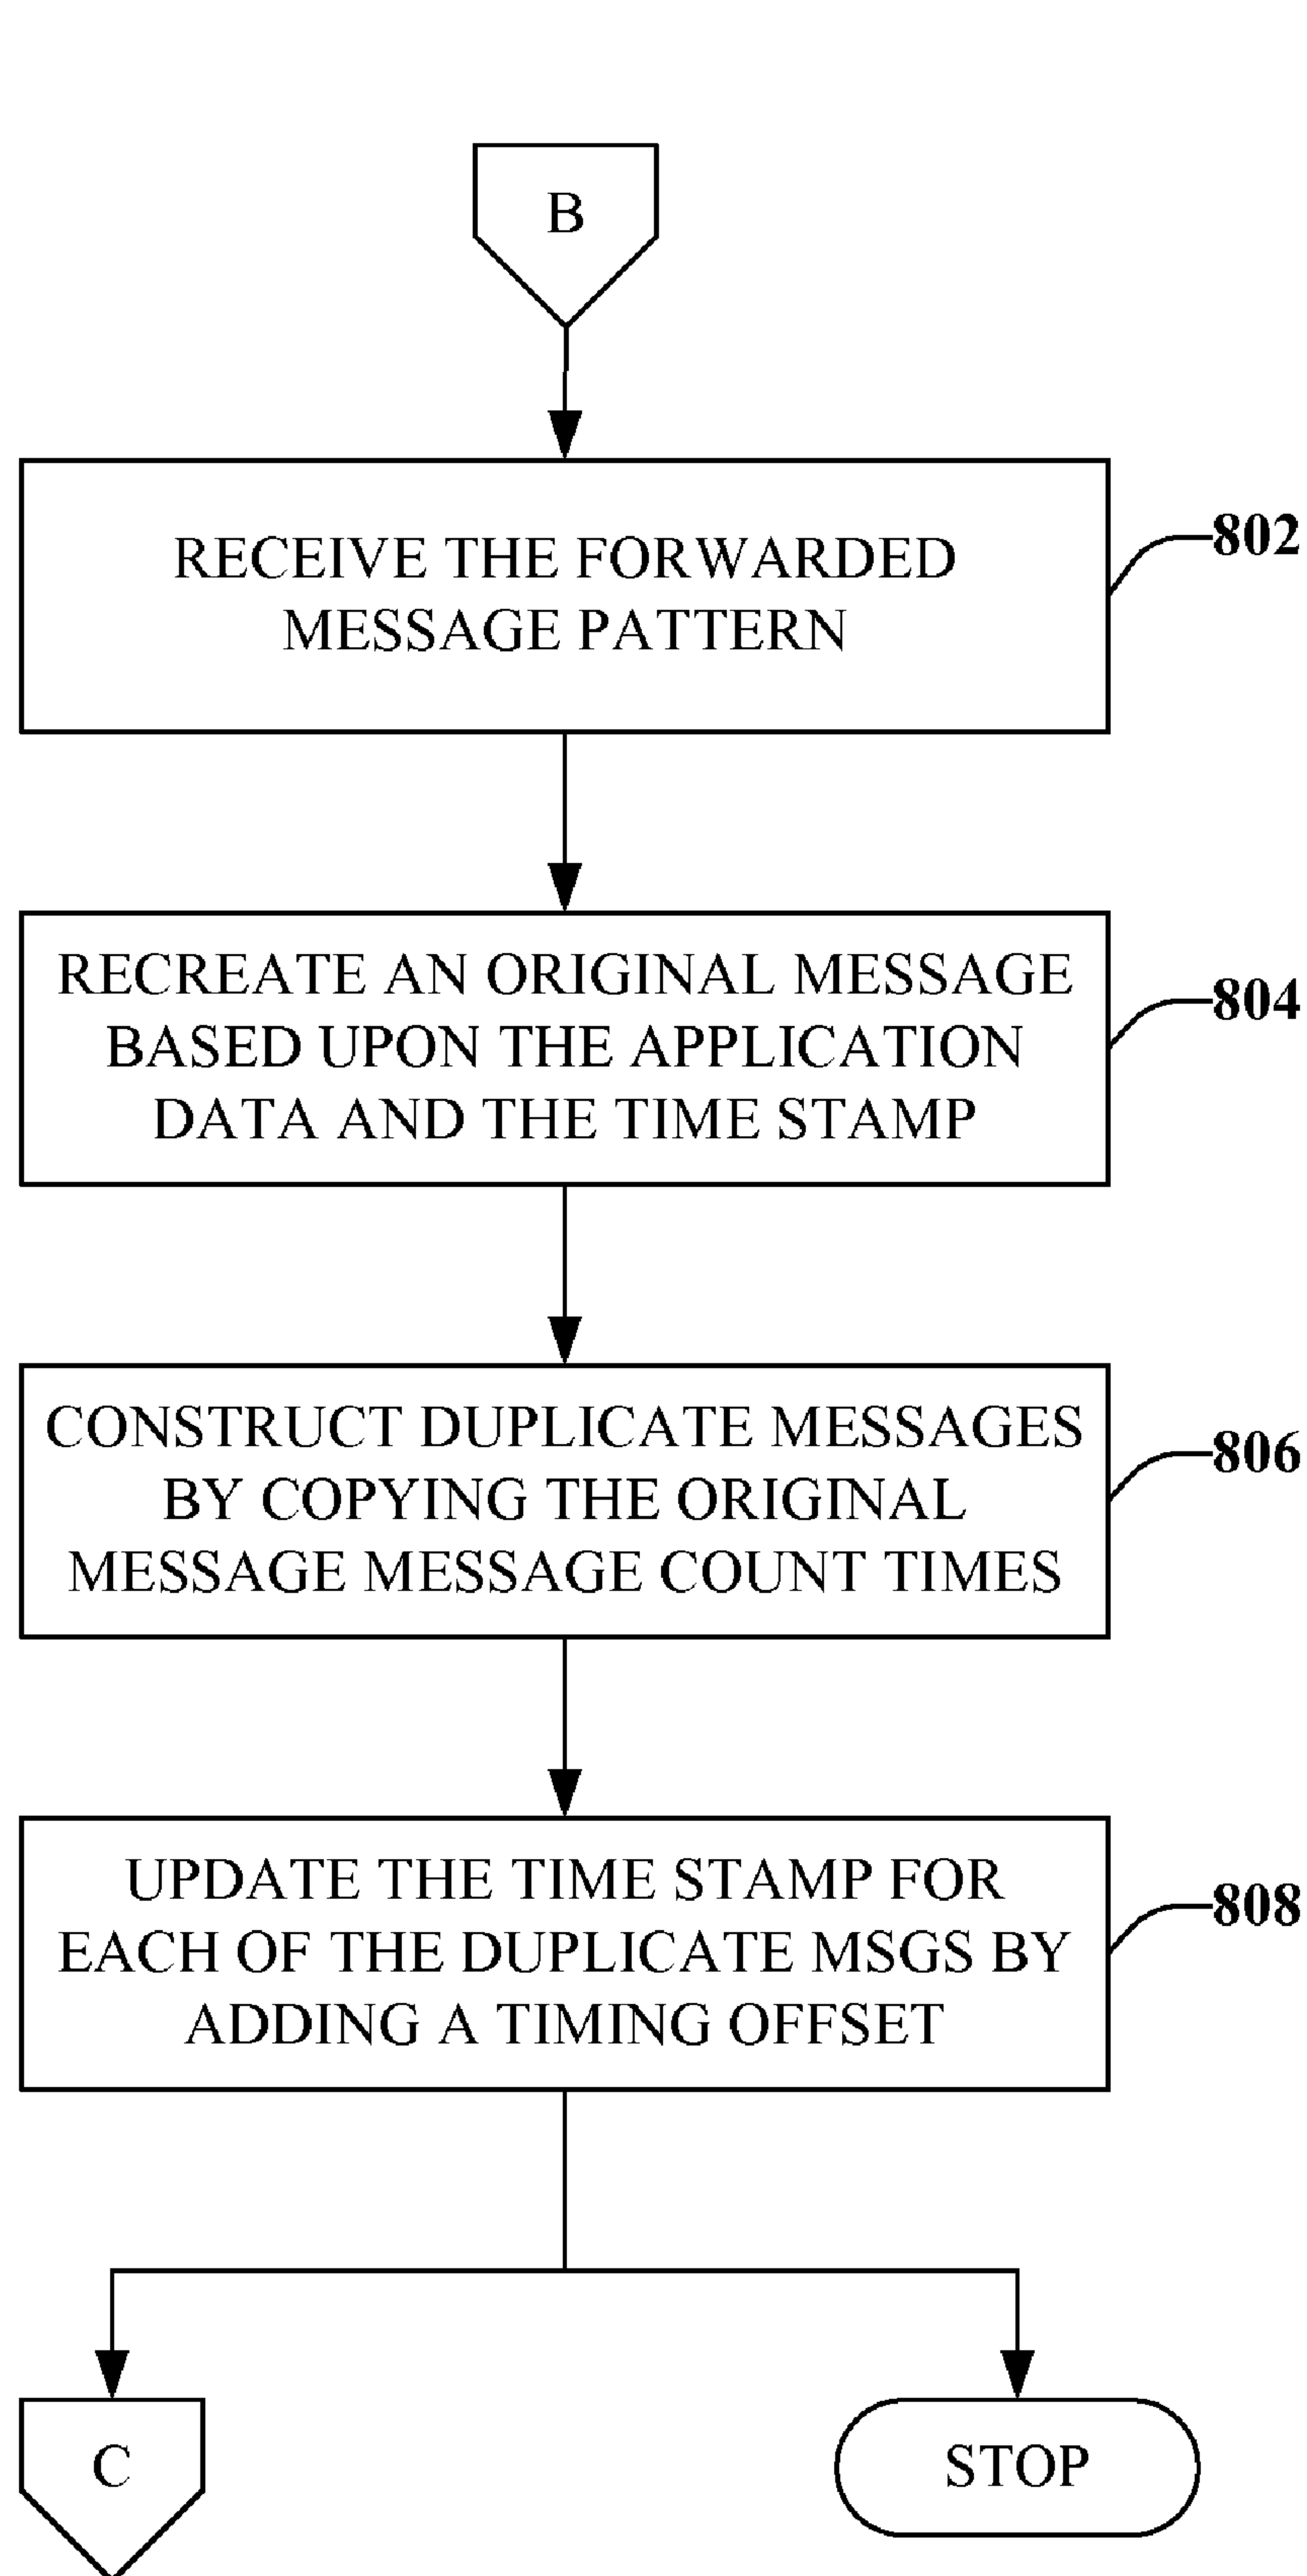 B
RECEIVE THE FORWARDED
MESSAGE PATTERN
802
RECREATE AN ORIGINAL MESSAGE
BASED UPON THE APPLICATION
DATA AND THE TIME STAMP
804
CONSTRUCT DUPLICATE MESSAGES
BY COPYING THE ORIGINAL
MESSAGE MESSAGE COUNT TIMES
806
UPDATE THE TIME STAMP FOR
EACH OF THE DUPLICATE MSGS BY
ADDING A TIMING OFFSET
808
C
STOP